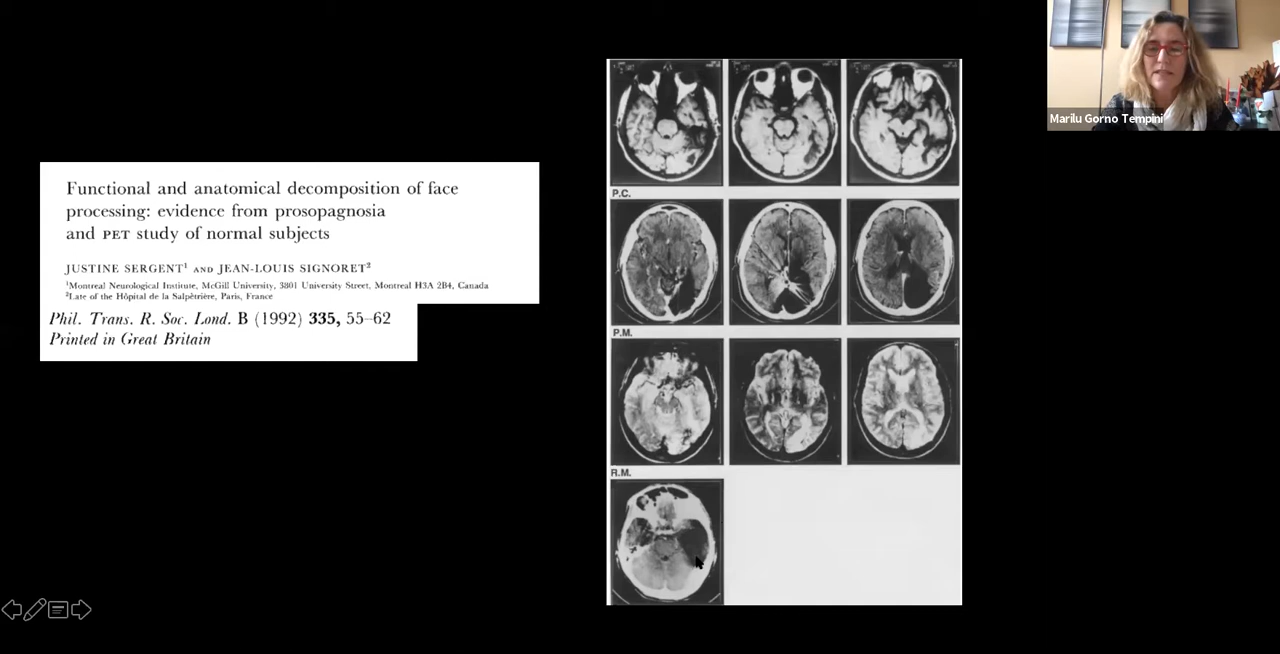 Functional and anatomical decomposition of face
processing: evidence from prosopagnosia
and PET study of normal subjects
JUSTINE SERGENT¹ AND JEAN-LOUIS SIGNORET²
¹Montreal Neurological Institute, McGill University, 3801 University Street, Montreal H3A 2B4, Canada
²Late of the Hôpital de la Salpètrière, Paris, France
Phil. Trans. R. Soc. Lond. B (1992) 335, 55–62
Printed in Great Britain
P.C.
P.M.
R.M.
Marilu Gorno Tempini